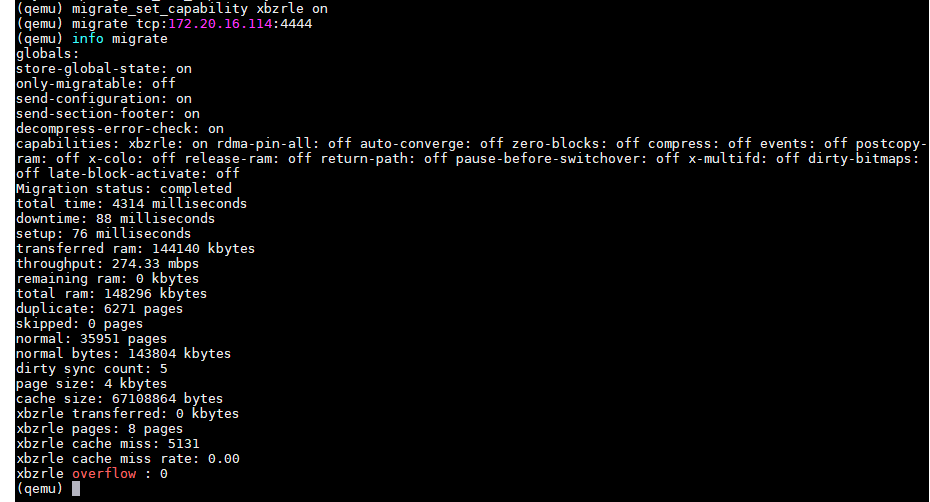 (qemu) migrate_set_capability xbzrle on
(qemu) migrate tcp:172.20.16.114:4444
(qemu) info migrate
globals:
store-global-state: on
only-migratable: off
send-configuration: on
send-section-footer: on
decompress-error-check: on
capabilities: xbzrle: on rdma-pin-all: off auto-converge: off zero-blocks: off compress: off events: off postcopy-
ram: off x-colo: off release-ram: off return-path: off pause-before-switchover: off x-multifd: off dirty-bitmaps:
off late-block-activate: off
Migration status: completed
total time: 4314 milliseconds
downtime: 88 milliseconds
setup: 76 milliseconds
transferred ram: 144140 kbytes
throughput: 274.33 mbps
remaining ram: 0 kbytes
total ram: 148296 kbytes
duplicate: 6271 pages
skipped: 0 pages
normal: 35951 pages
normal bytes: 143804 kbytes
dirty sync count: 5
page size: 4 kbytes
cache size: 67108864 bytes
xbzrle transferred: 0 kbytes
xbzrle pages: 8 pages
xbzrle cache miss: 5131
xbzrle cache miss rate: 0.00
xbzrle overflow : 0
(qemu)